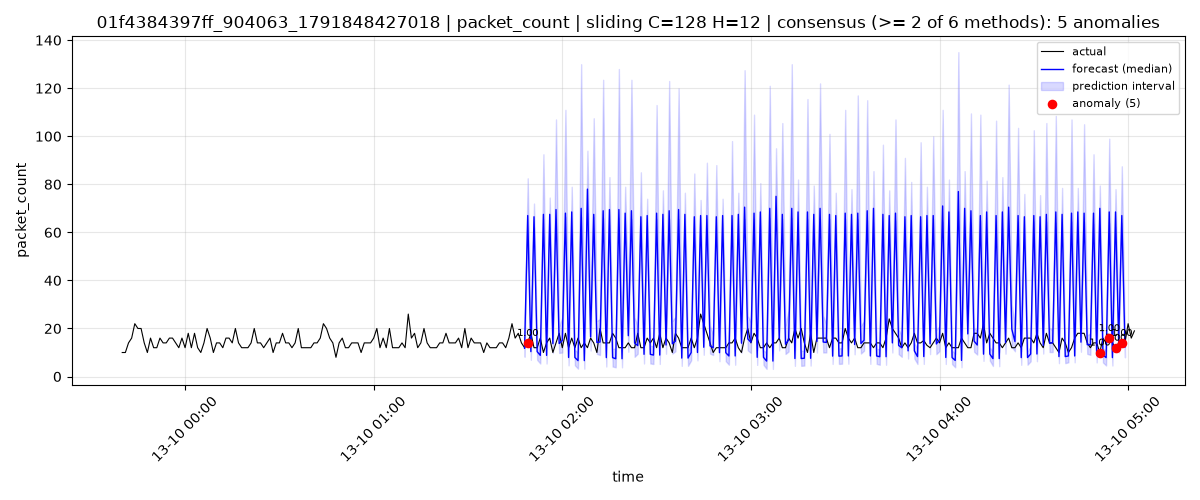 01f4384397ff_904063_1791848427018 | packet_count | sliding C=128 H=12 | consensus (>= 2 of 6 methods): 5 anomalies
actual
forecast (median)
prediction interval
anomaly (5)
packet_count
140
120
100
80
60
40
20
0
1.00
13-10 00:00
13-10 01:00
13-10 02:00
13-10 03:00
13-10 04:00
13-10 05:00
time